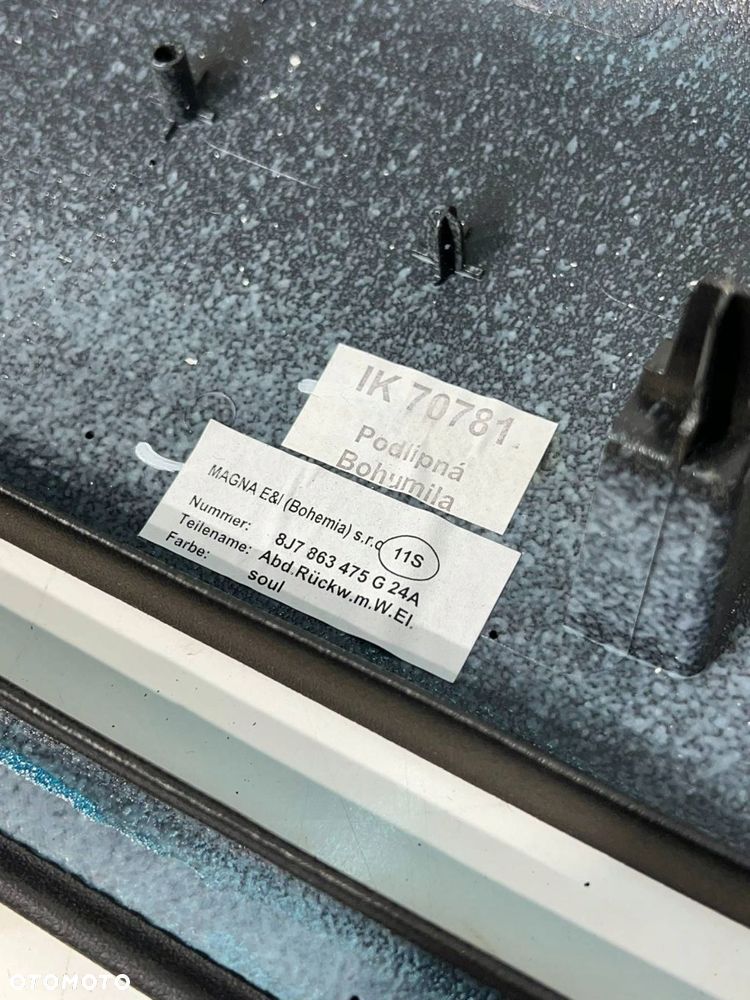 IK 70781
Podlipná
Bohumila
MAGNA E&I (Bohemia) s.r.o
11S
Nummer: 8J7 863 475 G 24A
Teilename: Abd.Rückw.m.W.El.
Farbe: soul
OTOMOTO